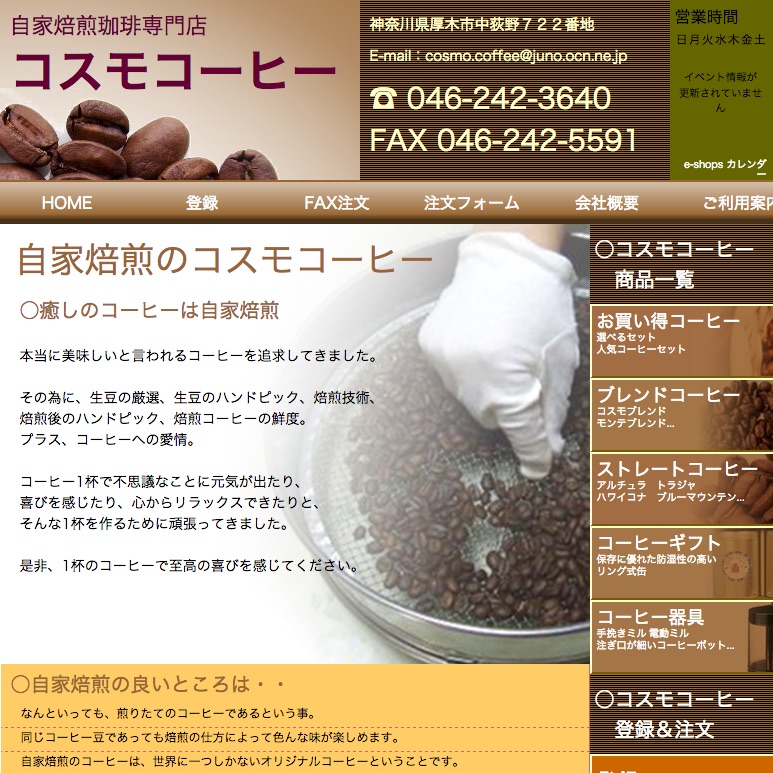 自家焙煎珈琲専門店
コスモコーヒー
神奈川県厚木市中荻野７２２番地
E-mail：cosmo.coffee@juno.ocn.ne.jp
☎ 046-242-3640
FAX 046-242-5591
営業時間
日月火水木金土
イベント情報が
更新されていませ
ん
e-shops カレンダ
ー
HOME 登録 FAX注文 注文フォーム 会社概要 ご利用案内
自家焙煎のコスモコーヒー
○癒しのコーヒーは自家焙煎
本当に美味しいと言われるコーヒーを追求してきました。
その為に、生豆の厳選、生豆のハンドピック、焙煎技術、
焙煎後のハンドピック、焙煎コーヒーの鮮度。
プラス、コーヒーへの愛情。
コーヒー1杯で不思議なことに元気が出たり、
喜びを感じたり、心からリラックスできたりと、
そんな1杯を作るために頑張ってきました。
是非、1杯のコーヒーで至高の喜びを感じてください。
○自家焙煎の良いところは・・
なんといっても、煎りたてのコーヒーであるという事。
同じコーヒー豆であっても焙煎の仕方によって色んな味が楽しめます。
自家焙煎のコーヒーは、世界に一つしかないオリジナルコーヒーということです。
○コスモコーヒー
商品一覧
お買い得コーヒー
選べるセット
人気コーヒーセット
ブレンドコーヒー
コスモブレンド
モンテブレンド...
ストレートコーヒー
アルチュラ トラジャ
ハワイコナ ブルーマウンテン...
コーヒーギフト
保存に優れた防湿性の高い
リング式缶
コーヒー器具
手挽きミル 電動ミル
注ぎ口が細いコーヒーポット...
○コスモコーヒー
登録＆注文